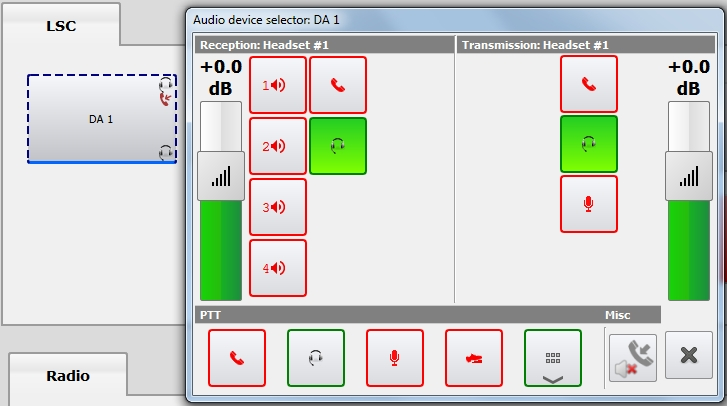 LSC
Audio device selector: DA 1
Reception: Headset #1
Transmission: Headset #1
+0.0
dB
+0.0
dB
1
2
3
4
DA 1
PTT
Misc
Radio